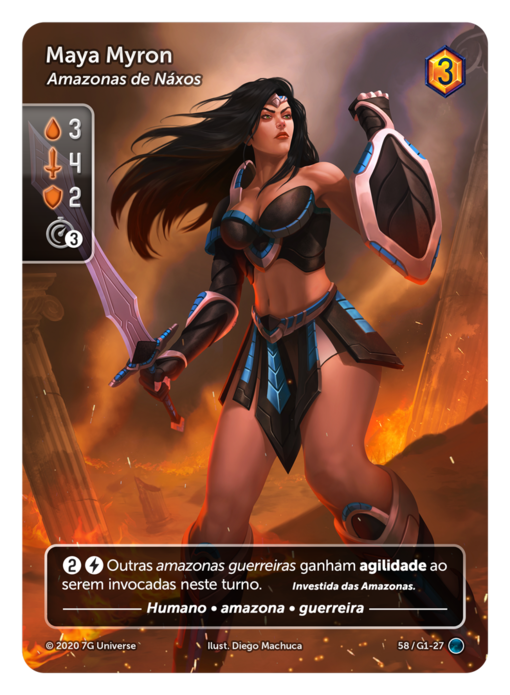 Maya Myron
Amazonas de Náxos
3
3
4
2
3
2 Outras amazonas guerreiras ganham agilidade ao
serem invocadas neste turno. Investida das Amazonas.
Humano • amazona • guerreira
© 2020 7G Universe Ilust. Diego Machuca 58 / G1-27